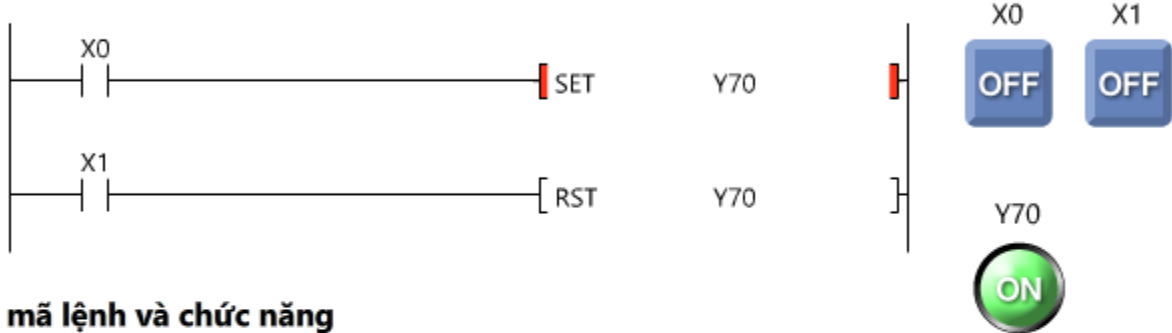 X0 X1
X0
SET Y70
OFF OFF
X1
RST Y70
Y70
ON
mã lệnh và chức năng